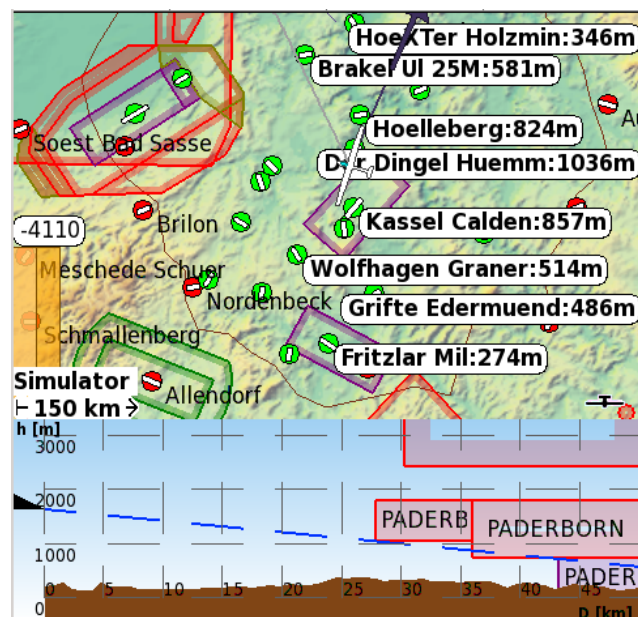 HoeXTer Holzmin:346m
Brakel Ul 25M:581m
Au
Hoelleberg:824m
Soest Bad Sasse
Dingel Huemm:1036m
Brilon
Kassel Calden:857m
-4110
Wolfhagen Graner:514m
Meschede Schuer
Nordenbeck
Grifte Edermuend:486m
Schmallenberg
Fritzlar Mil:274m
Simulator
Allendorf
150 km
h [m]
3000
2000
PADERB
PADERBORN
1000
PADER
0 5 10 15 20 25 30 35 40 45
0
D [km]